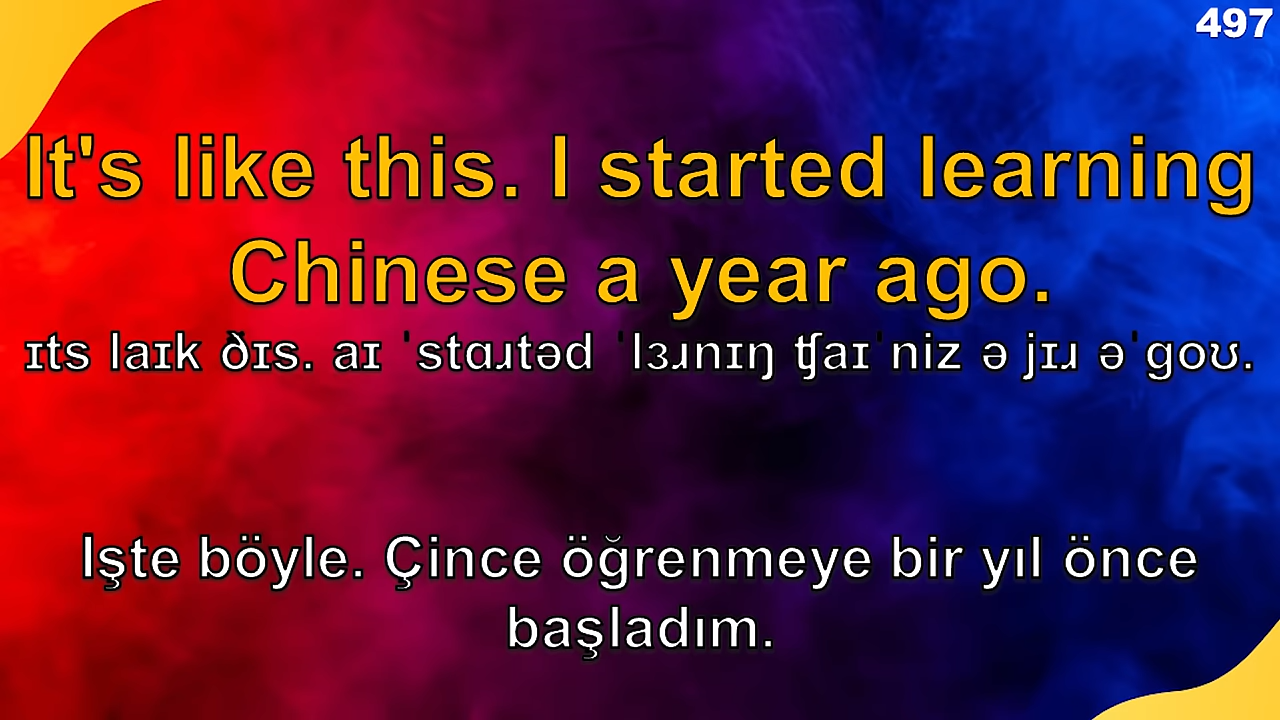 497
It's like this. I started learning
Chinese a year ago.
ɪts laɪk ðɪs. aɪ ˈstɑɹtəd ˈlɜɹnɪŋ ʧaɪˈniz ə jɪɹ əˈgoʊ.
Işte böyle. Çince öğrenmeye bir yıl önce
başladım.